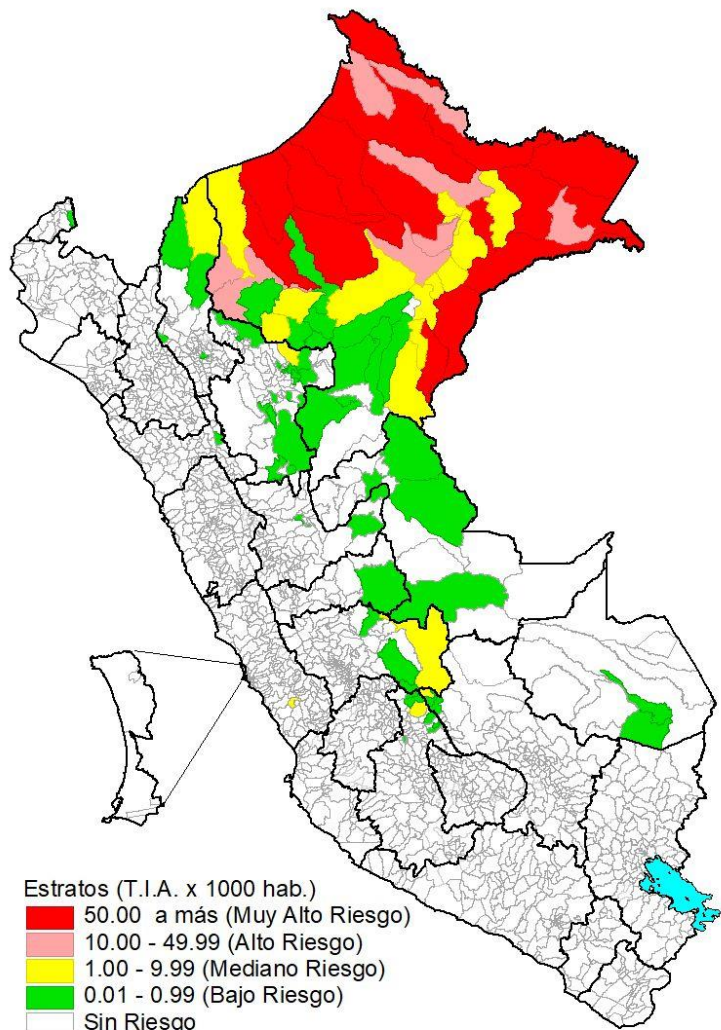 Estratos (T.I.A. x 1000 hab.)
50.00 a más (Muy Alto Riesgo)
10.00 - 49.99 (Alto Riesgo)
1.00 - 9.99 (Mediano Riesgo)
0.01 - 0.99 (Bajo Riesgo)
Sin Riesgo